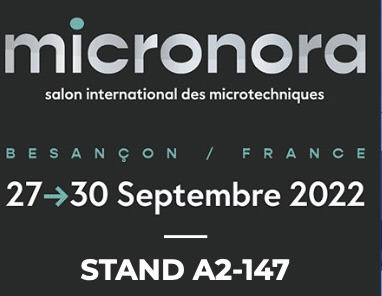 micronora
salon international des microtechniques
BESANÇON / FRANCE
27→30 Septembre 2022
STAND A2-147